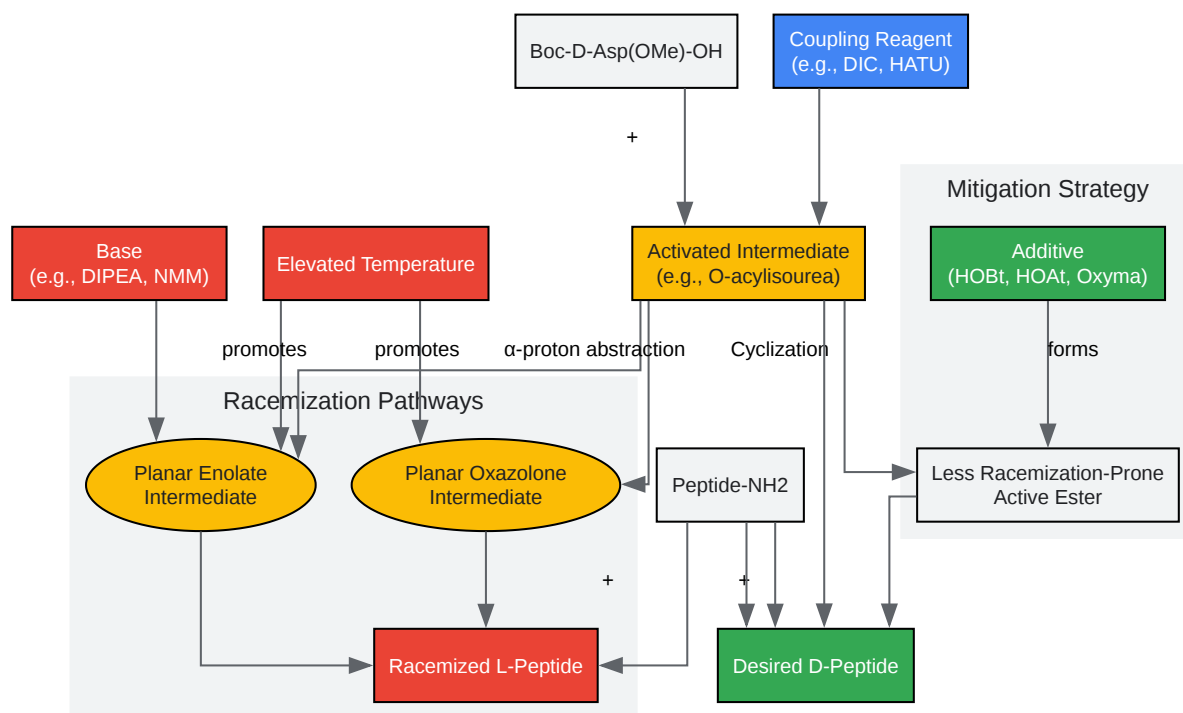 Boc-D-Asp(OMe)-OH
Coupling Reagent
(e.g., DIC, HATU)
+
Mitigation Strategy
Base
(e.g., DIPEA, NMM)
Elevated Temperature
Activated Intermediate
(e.g., O-acylisourea)
Additive
(HOBt, HOAt, Oxyma)
promotes
promotes
α-proton abstraction
Cyclization
forms
Racemization Pathways
Planar Enolate
Intermediate
Planar Oxazolone
Intermediate
Peptide-NH2
Less Racemization-Prone
Active Ester
+
+
Racemized L-Peptide
Desired D-Peptide